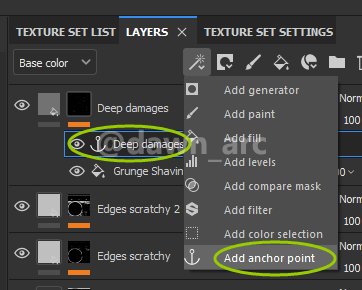 TEXTURE SET LIST LAYERS × TEXTURE SET SETTINGS
Base color
Deep damages
Norm
100
Deep damages
Grunge Shavin
Edges scratchy 2
Norm
100
Edges scratchy
Norm
100
Add generator
Add paint
Add fill
Add levels
Add compare mask
Add filter
Add color selection
Add anchor point
@dawn_arc